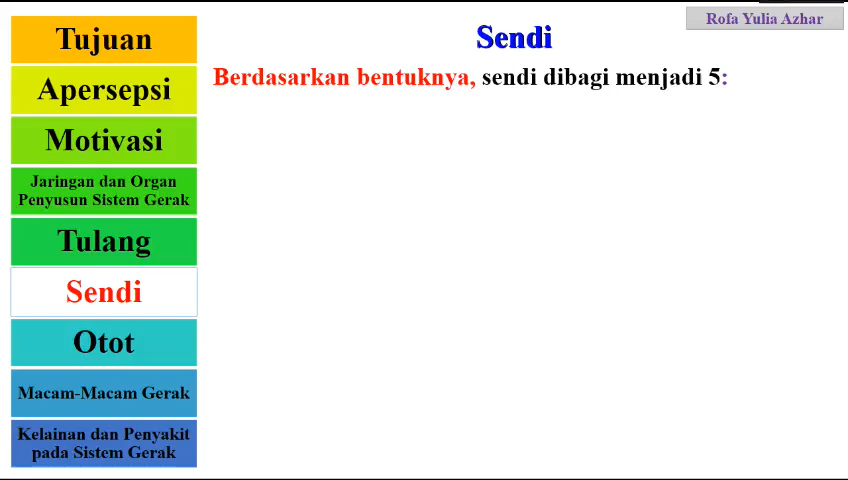 Rofa Yulia Azhar
Sendi
Berdasarkan bentuknya, sendi dibagi menjadi 5:
Tujuan
Apersepsi
Motivasi
Jaringan dan Organ
Penyusun Sistem Gerak
Tulang
Sendi
Otot
Macam-Macam Gerak
Kelainan dan Penyakit
pada Sistem Gerak